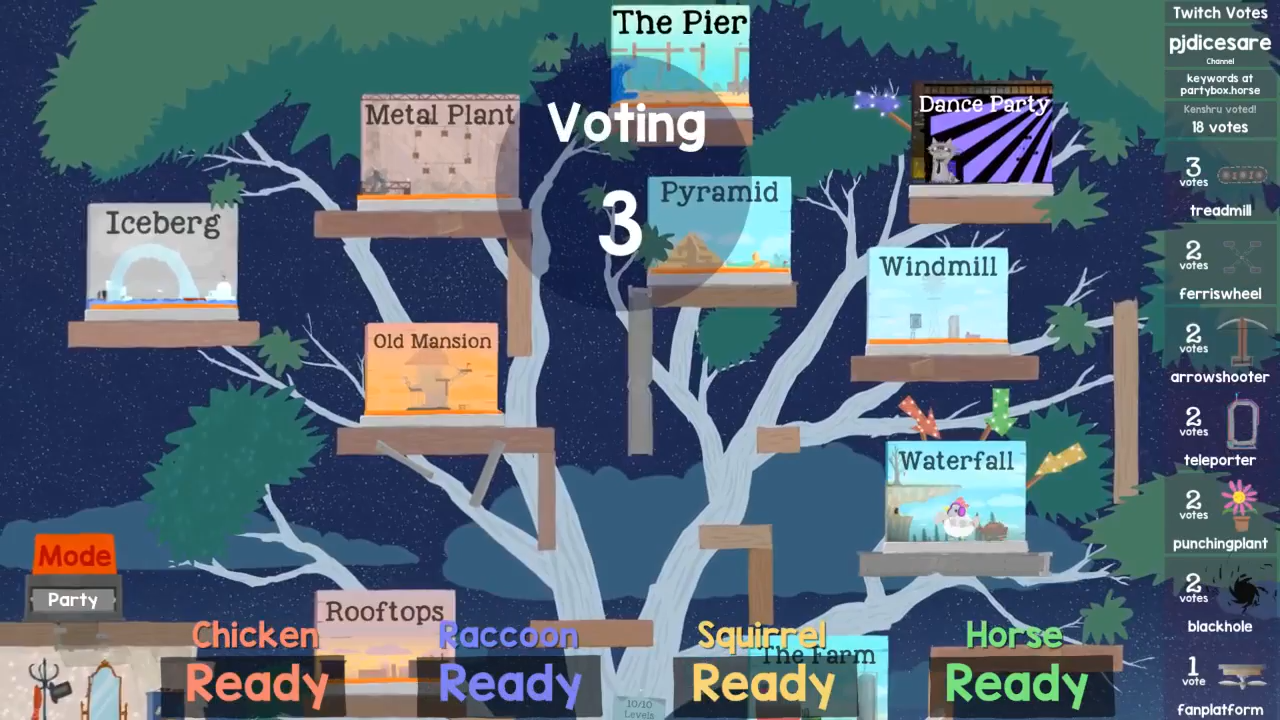 The Pier
Voting
3
Metal Plant
Dance Party
Pyramid
Iceberg
Windmill
Old Mansion
Waterfall
Mode
Party
Rooftops
The Farm
10/10
Levels
Chicken
Ready
Raccoon
Ready
Squirrel
Ready
Horse
Ready
Twitch Votes
pjdicesare
Channel
keywords at
partybox.horse
Kenshru voted!
18 votes
3
votes
treadmill
2
votes
ferriswheel
2
votes
arrowshooter
2
votes
teleporter
2
votes
punchingplant
2
votes
blackhole
1
vote
fanplatform